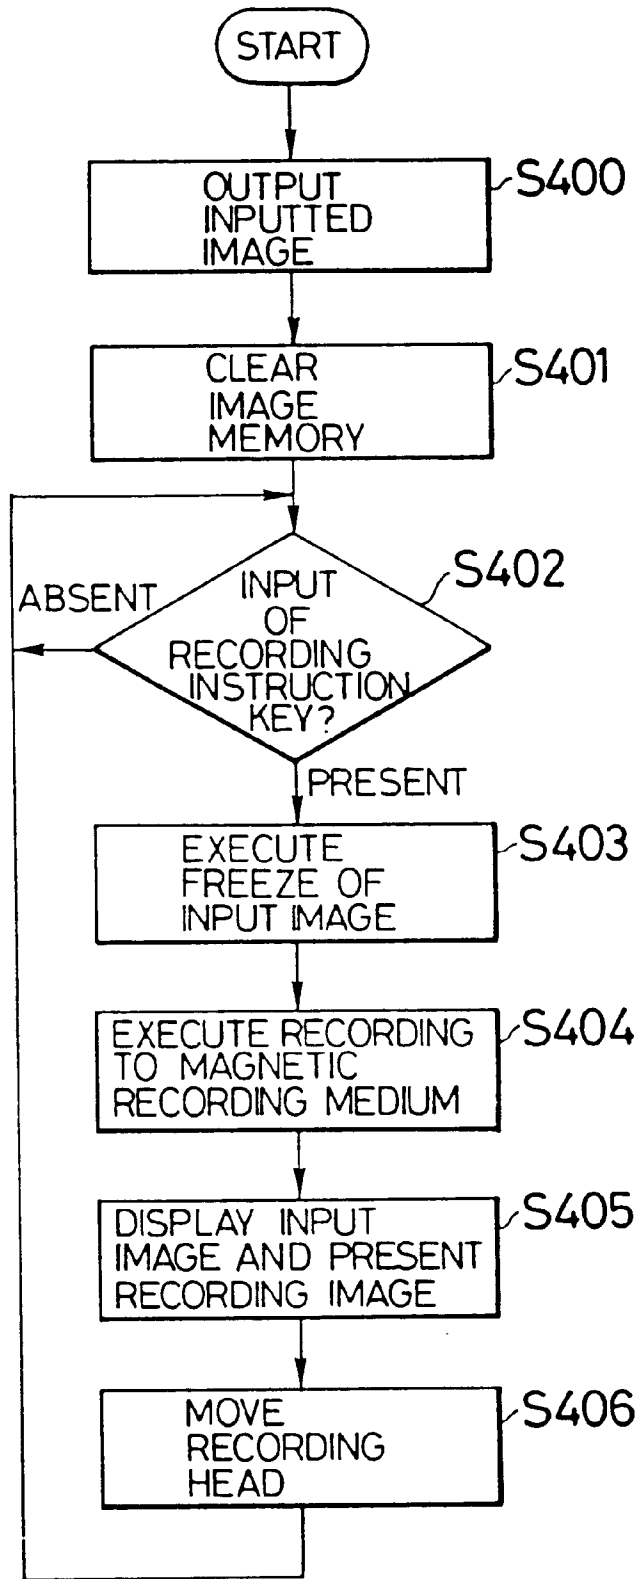 START
OUTPUT
INPUTTED
IMAGE
S400
CLEAR
IMAGE
MEMORY
S401
ABSENT
INPUT
OF
RECORDING
INSTRUCTION
KEY?
S402
PRESENT
EXECUTE
FREEZE OF
INPUT IMAGE
S403
EXECUTE RECORDING
TO MAGNETIC
RECORDING MEDIUM
S404
DISPLAY INPUT
IMAGE AND PRESENT
RECORDING IMAGE
S405
MOVE
RECORDING
HEAD
S406